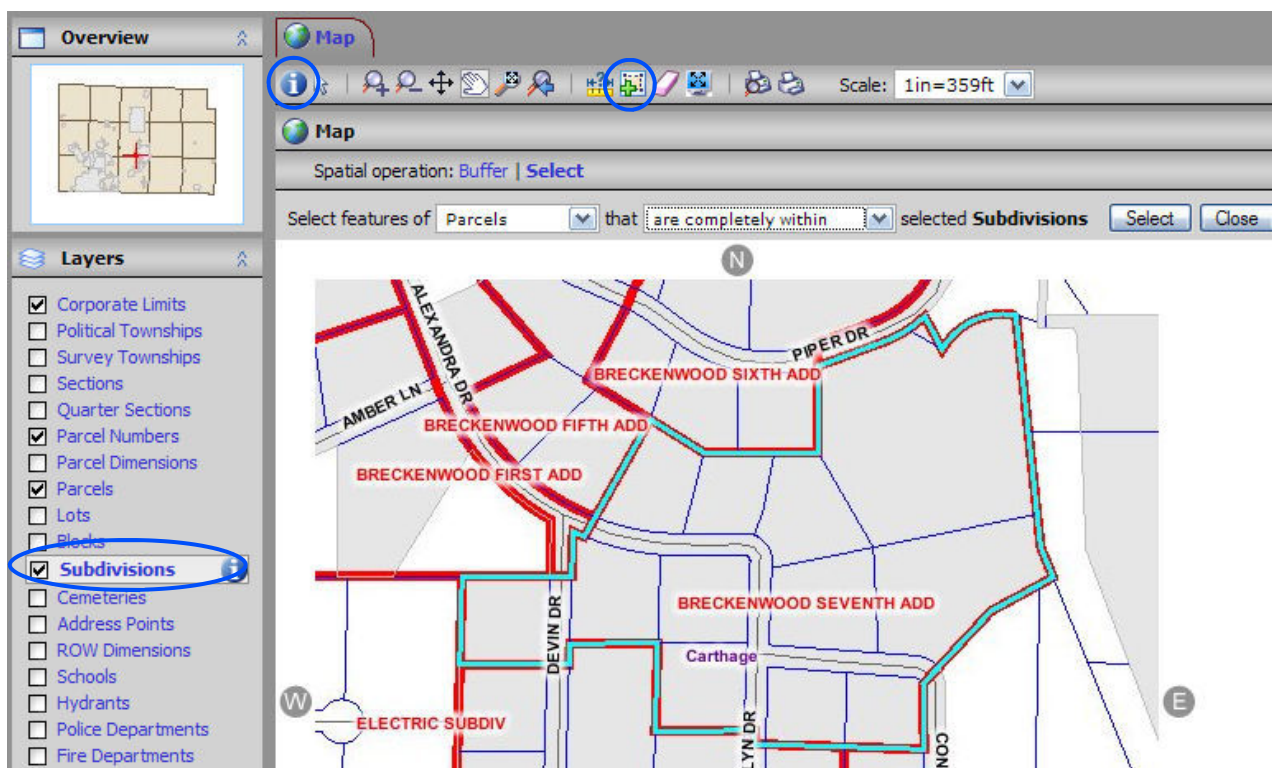 Overview
Map
Scale: 1in=359ft
Map
Spatial operation: Buffer | Select
Select features of Parcels that are completely within selected Subdivisions Select Close
Layers
Corporate Limits
Political Townships
Survey Townships
Sections
Quarter Sections
Parcel Numbers
Parcel Dimensions
Parcels
Lots
Blocks
Subdivisions
Cemeteries
Address Points
ROW Dimensions
Schools
Hydrants
Police Departments
Fire Departments
N
ALEXANDRA DR
PIPER DR
BRECKENWOOD SIXTH ADD
AMBER LN
BRECKENWOOD FIFTH ADD
BRECKENWOOD FIRST ADD
DEVIN DR
BRECKENWOOD SEVENTH ADD
Carthage
W
E
ELECTRIC SUBDIV
LYN DR
CON